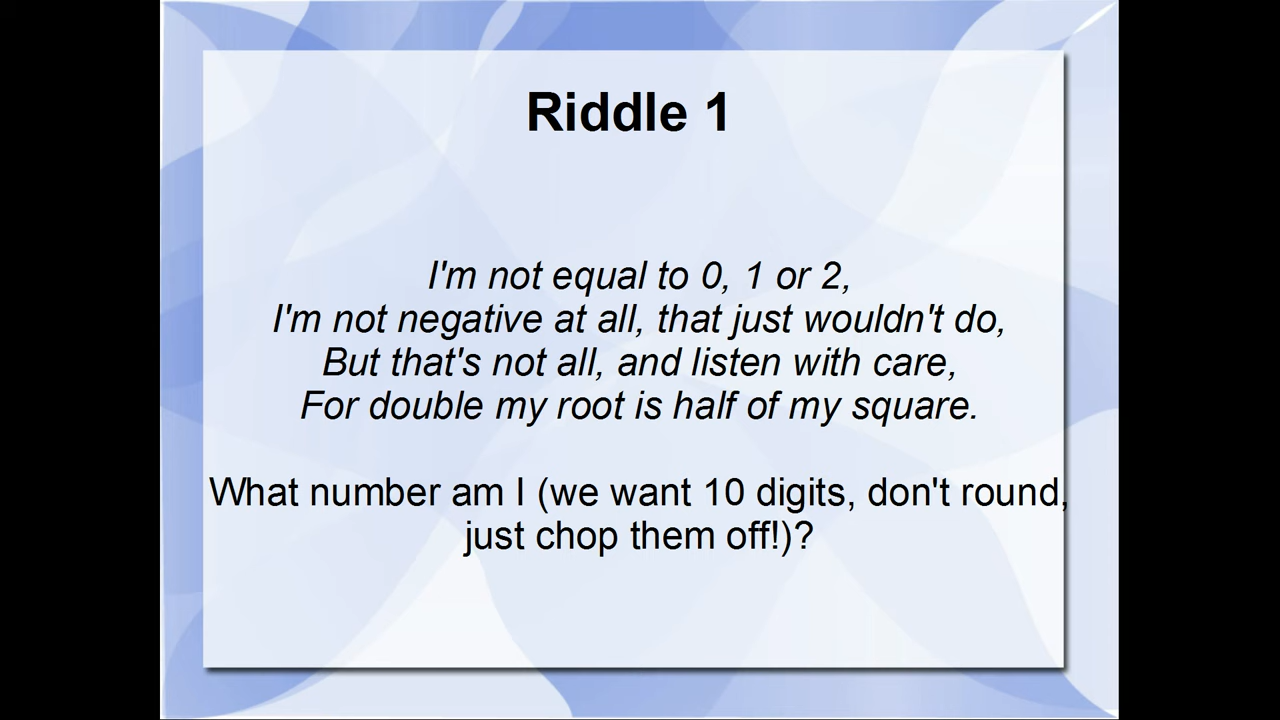 Riddle 1
I'm not equal to 0, 1 or 2,
I'm not negative at all, that just wouldn't do,
But that's not all, and listen with care,
For double my root is half of my square.
What number am I (we want 10 digits, don't round,
just chop them off!)?